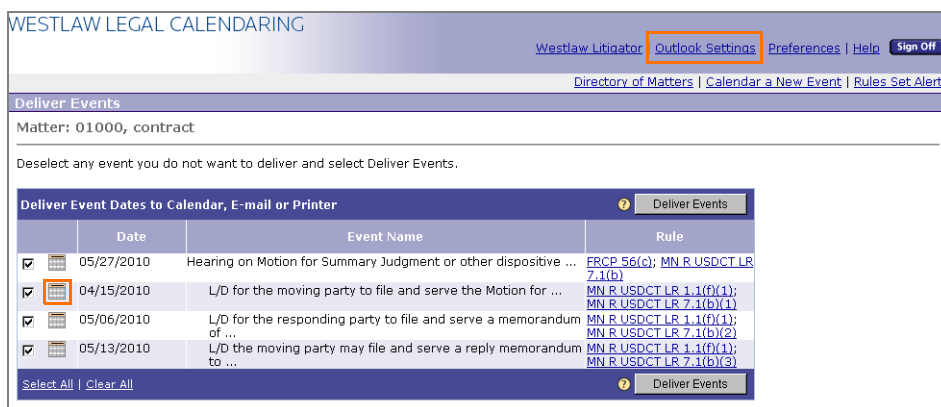 WESTLAW LEGAL CALENDARING
Westlaw Litigator | Outlook Settings | Preferences | Help Sign Off
Directory of Matters | Calendar a New Event | Rules Set Alert
Deliver Events
Matter: 01000, contract
Deselect any event you do not want to deliver and select Deliver Events.
Deliver Event Dates to Calendar, E-mail or Printer ? Deliver Events
Date Event Name Rule
05/27/2010 Hearing on Motion for Summary Judgment or other dispositive ... FRCP 56(c); MN R USDCT LR
7.1(b)
04/15/2010 L/D for the moving party to file and serve the Motion for ... MN R USDCT LR 1.1(f)(1);
MN R USDCT LR 7.1(b)(1)
05/06/2010 L/D for the responding party to file and serve a memorandum MN R USDCT LR 1.1(f)(1);
of ... MN R USDCT LR 7.1(b)(2)
05/13/2010 L/D the moving party may file and serve a reply memorandum MN R USDCT LR 1.1(f)(1);
to ... MN R USDCT LR 7.1(b)(3)
Select All | Clear All ? Deliver Events